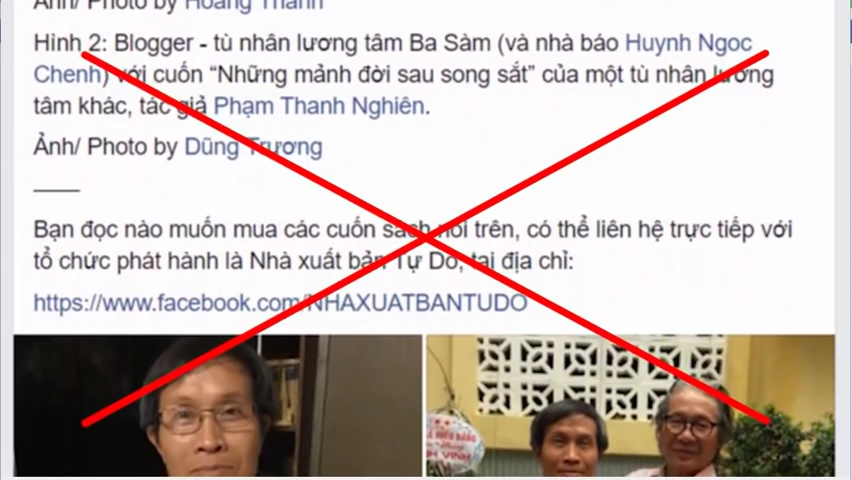 Ảnh/ Photo by Hoàng Thành
Hình 2: Blogger - tù nhân lương tâm Ba Sàm (và nhà báo Huynh Ngoc
Chenh) với cuốn “Những mảnh đời sau song sắt” của một tù nhân lương
tâm khác, tác giả Phạm Thanh Nghiên.
Ảnh/ Photo by Dũng Trương
Bạn đọc nào muốn mua các cuốn sách nói trên, có thể liên hệ trực tiếp với
tổ chức phát hành là Nhà xuất bản Tự Do, tại địa chỉ:
https://www.facebook.com/NHAXUATBANTUDO